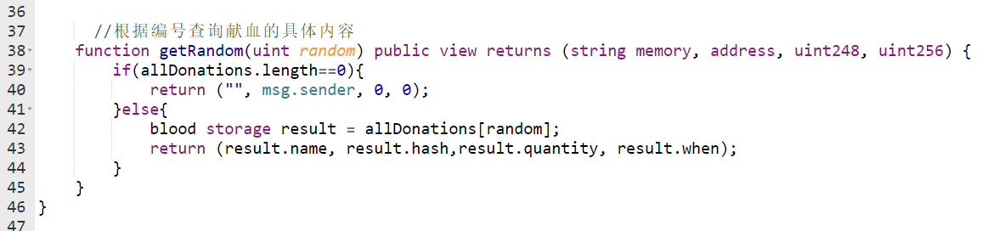 36
37 //根据编号查询献血的具体内容
38 function getRandom(uint random) public view returns (string memory, address, uint248, uint256) {
39 if(allDonations.length==0){
40 return ("", msg.sender, 0, 0);
41 }else{
42 blood storage result = allDonations[random];
43 return (result.name, result.hash,result.quantity, result.when);
44 }
45 }
46 }
47